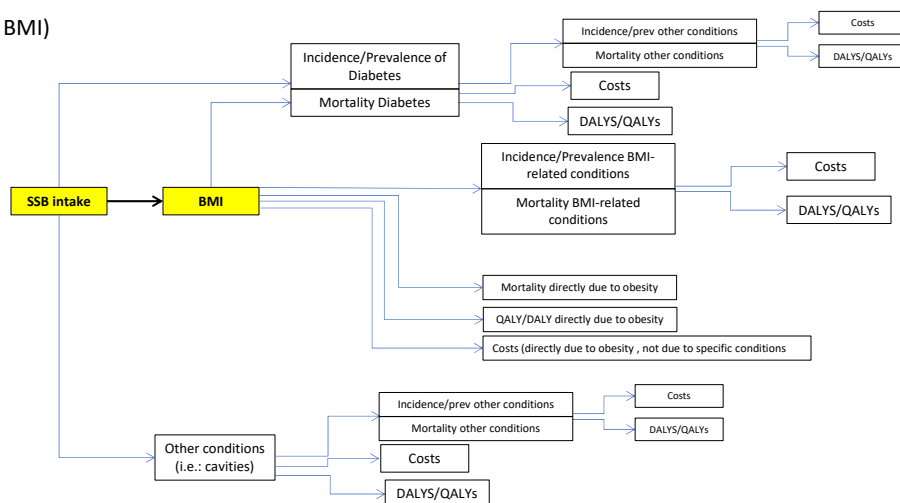 BMI)
Incidence/Prevalence of
Diabetes
Mortality Diabetes
Incidence/prev other conditions
Mortality other conditions
Costs
DALYS/QALYs
Costs
DALYS/QALYs
SSB intake
BMI
Incidence/Prevalence BMI-
related conditions
Mortality BMI-related
conditions
Costs
DALYS/QALYs
Mortality directly due to obesity
QALY/DALY directly due to obesity
Costs (directly due to obesity , not due to specific conditions
Other conditions
(i.e.: cavities)
Incidence/prev other conditions
Mortality other conditions
Costs
DALYS/QALYs
Costs
DALYS/QALYs